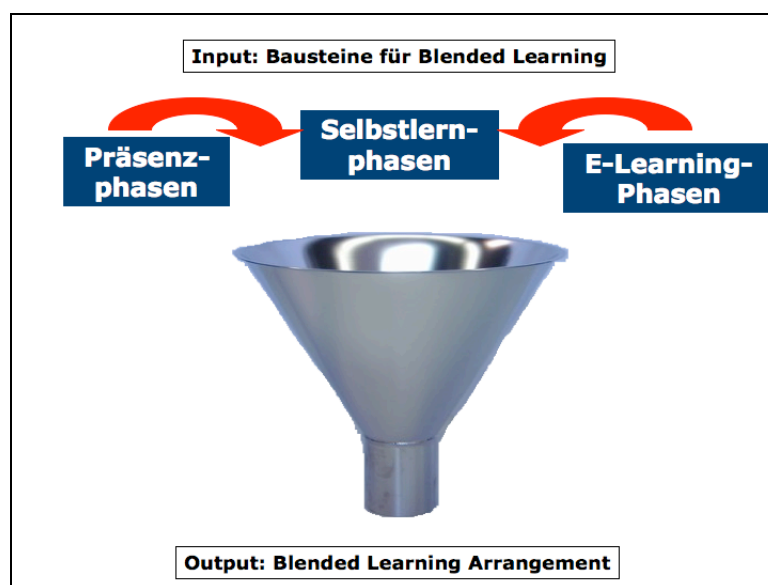 Input: Bausteine für Blended Learning
Präsenz-
phasen
Selbstlern-
phasen
E-Learning-
Phasen
Output: Blended Learning Arrangement